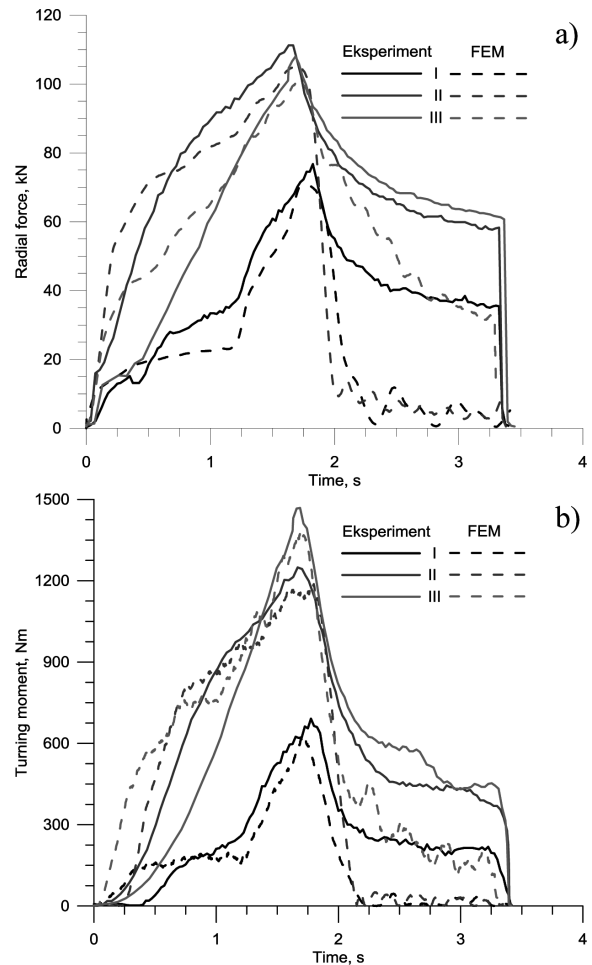 120
a)
Eksperiment FEM
I
100
II
III
80
60
40
20
0
0 1 2 3 4
Radial force, kN
Time, s
1500
b)
Eksperiment FEM
I
1200
II
III
900
600
300
0
0 1 2 3 4
Turning moment, Nm
Time, s